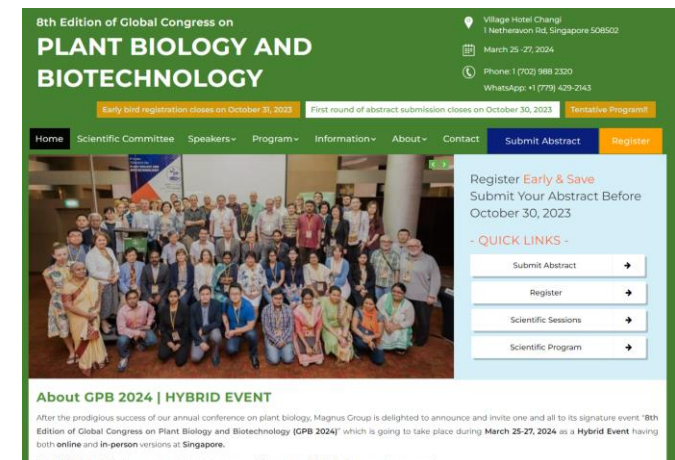 8th Edition of Global Congress on
PLANT BIOLOGY AND
BIOTECHNOLOGY
Village Hotel Changi
1 Netheravon Rd, Singapore 508502
March 25 -27, 2024
Phone: 1 (702) 988 2320
WhatsApp: +1 (779) 429-2143
Early bird registration closes on October 31, 2023
First round of abstract submission closes on October 30, 2023
Tentative Program!!
Home Scientific Committee Speakers Program Information About Contact Submit Abstract Register
Register Early & Save
Submit Your Abstract Before
October 30, 2023
- QUICK LINKS -
Submit Abstract
Register
Scientific Sessions
Scientific Program
About GPB 2024 | HYBRID EVENT
After the prodigious success of our annual conference on plant biology, Magnus Group is delighted to announce and invite one and all to its signature event "8th
Edition of Global Congress on Plant Biology and Biotechnology (GPB 2024)" which is going to take place during March 25-27, 2024 as a Hybrid Event having
both online and in-person versions at Singapore.